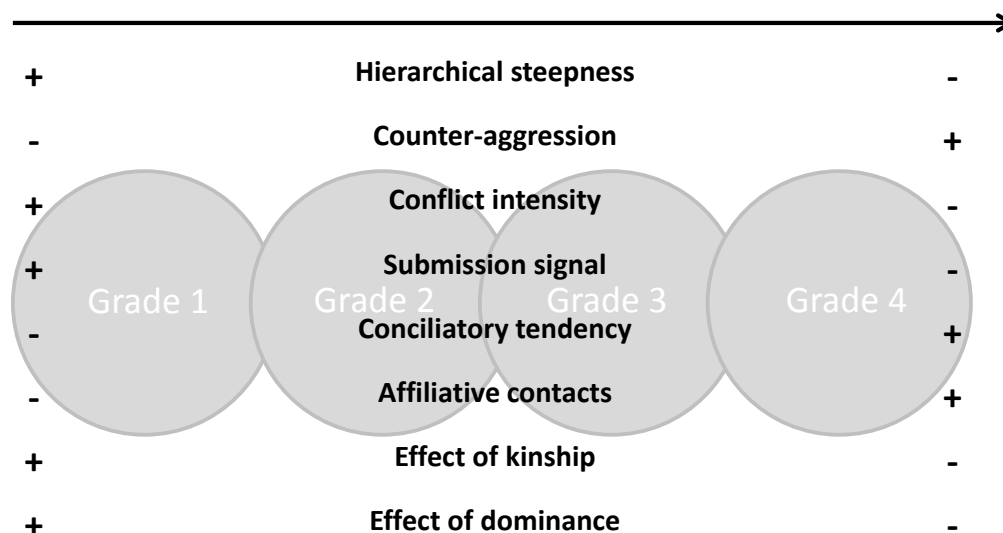 + Hierarchical steepness -
- Counter-aggression +
+ Conflict intensity -
+ Submission signal -
Grade 1 Grade 2 Grade 3 Grade 4
- Conciliatory tendency +
- Affiliative contacts +
+ Effect of kinship -
+ Effect of dominance -